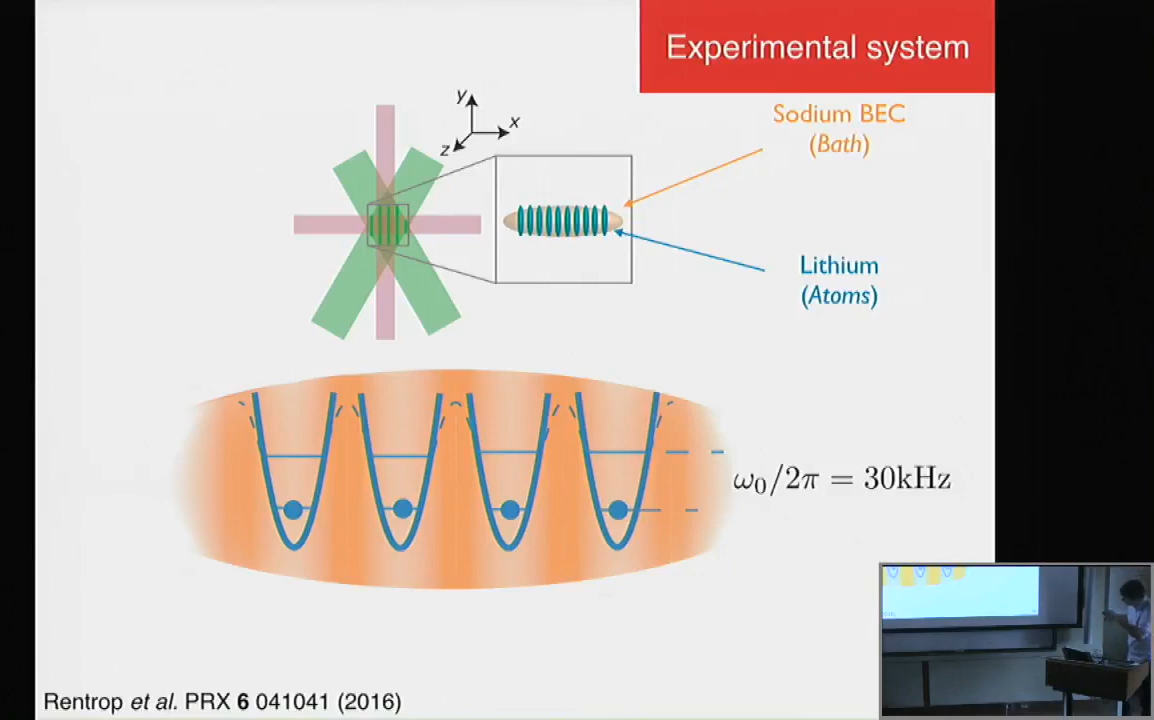 Experimental system
y
x
z
Sodium BEC
(Bath)
Lithium
(Atoms)
ω₀/2π = 30kHz
Rentrop et al. PRX 6 041041 (2016)